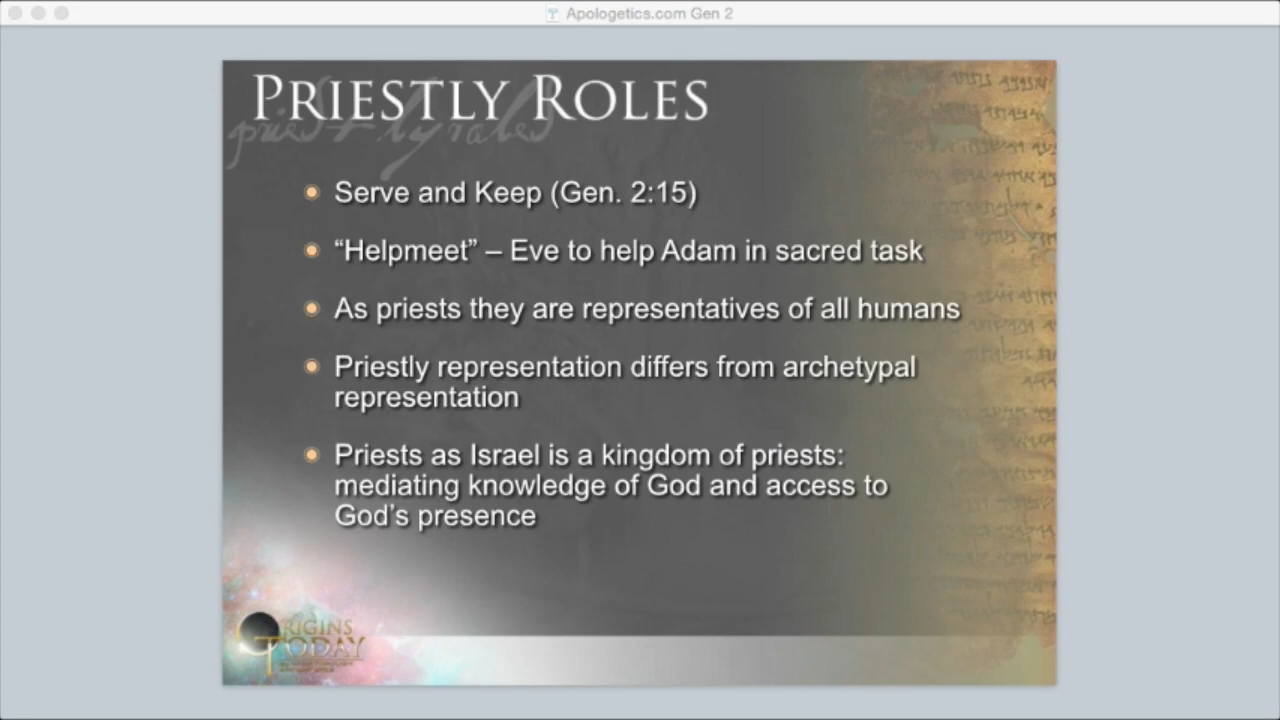 Apologetics.com Gen 2
PRIESTLY ROLES
priestly roles
Serve and Keep (Gen. 2:15)
“Helpmeet” – Eve to help Adam in sacred task
As priests they are representatives of all humans
Priestly representation differs from archetypal
representation
Priests as Israel is a kingdom of priests:
mediating knowledge of God and access to
God’s presence
ORIGINS
TODAY